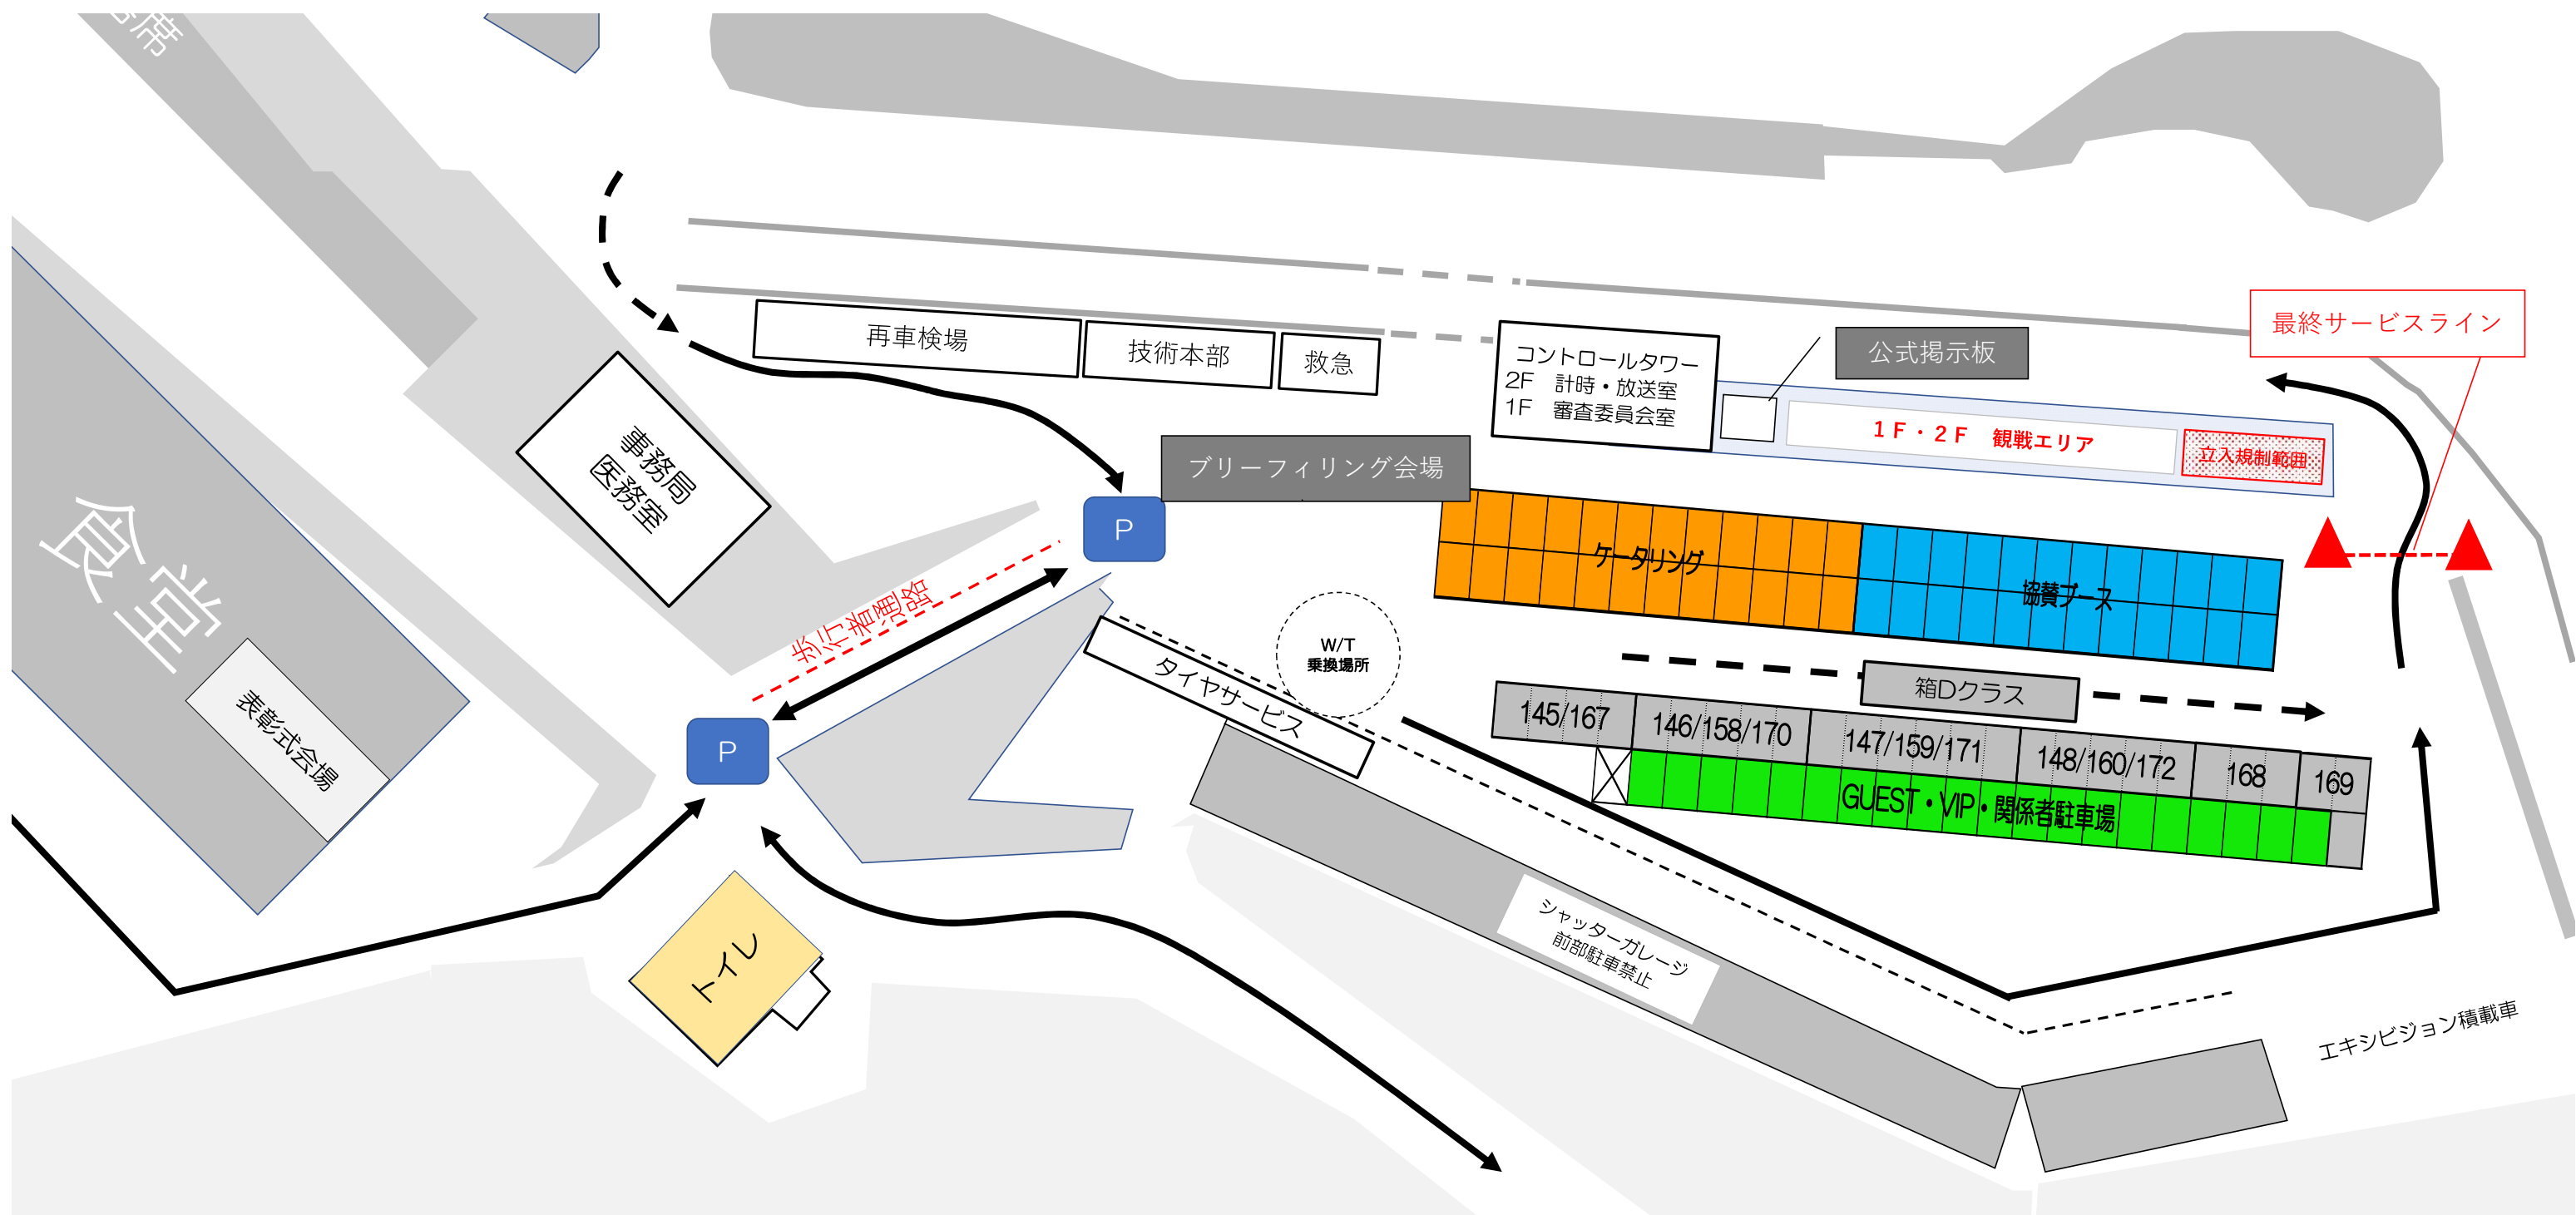 席
最終サービスライン
再車検場
技術本部
救急
コントロールタワー
2F 計時・放送室
1F 審査委員会室
公式掲示板
1F・2F 観戦エリア
立入規制範囲
事務局
医務室
ブリーフィリング会場
P
食堂
ケータリング
協賛ブース
歩行者通路
W/T
乗換場所
タイヤサービス
箱Dクラス
表彰式会場
P
145/167
146/158/170
147/159/171
148/160/172
168
169
GUEST・VIP・関係者駐車場
トイレ
シャッターガレージ
前部駐車禁止
エキシビジョン積載車